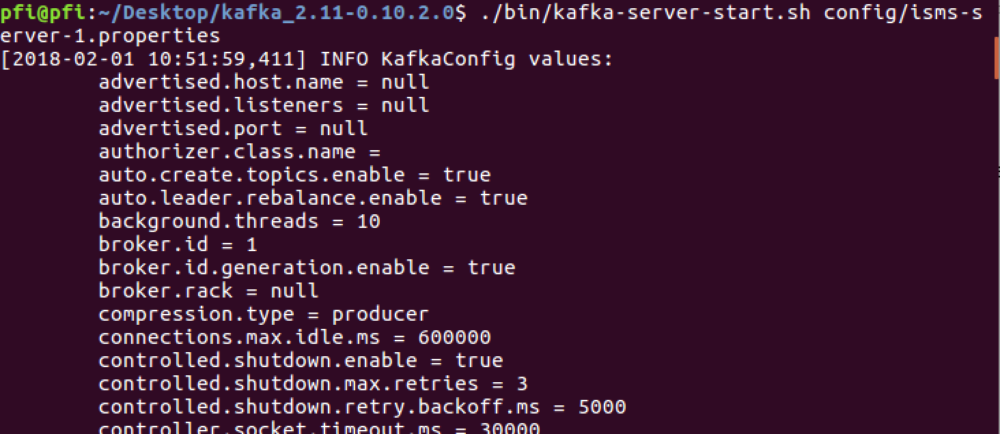 pfi@pfi:~/Desktop/kafka_2.11-0.10.2.0$ ./bin/kafka-server-start.sh config/isms-s
erver-1.properties
[2018-02-01 10:51:59,411] INFO KafkaConfig values:
advertised.host.name = null
advertised.listeners = null
advertised.port = null
authorizer.class.name =
auto.create.topics.enable = true
auto.leader.rebalance.enable = true
background.threads = 10
broker.id = 1
broker.id.generation.enable = true
broker.rack = null
compression.type = producer
connections.max.idle.ms = 600000
controlled.shutdown.enable = true
controlled.shutdown.max.retries = 3
controlled.shutdown.retry.backoff.ms = 5000
controller.socket.timeout.ms = 30000